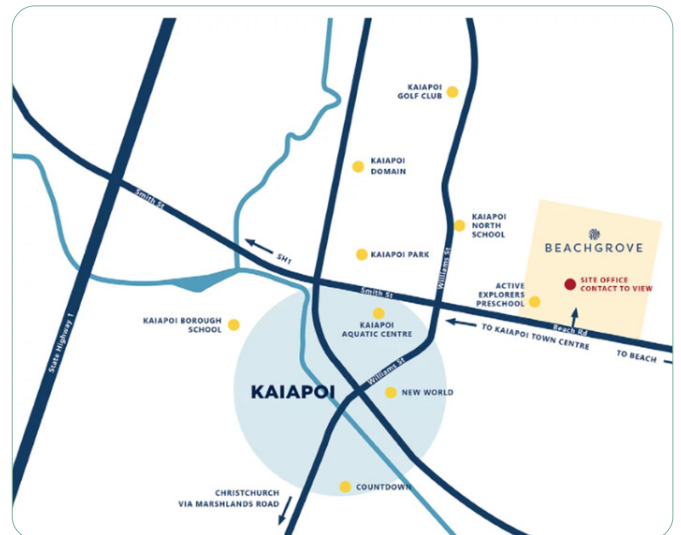 KAIAPOI
GOLF CLUB
KAIAPOI
DOMAIN
Smith St
KAIAPOI
NORTH
SCHOOL
BEACHGROVE
SH1
KAIAPOI PARK
Williams St
SITE OFFICE
CONTACT TO VIEW
ACTIVE
EXPLORERS
PRESCHOOL
Smith St
KAIAPOI BOROUGH
SCHOOL
KAIAPOI
AQUATIC CENTRE
Beach Rd
TO KAIAPOI TOWN CENTRE
TO BEACH
State Highway 1
Williams St
KAIAPOI
NEW WORLD
COUNTDOWN
CHRISTCHURCH
VIA MARSHLANDS ROAD